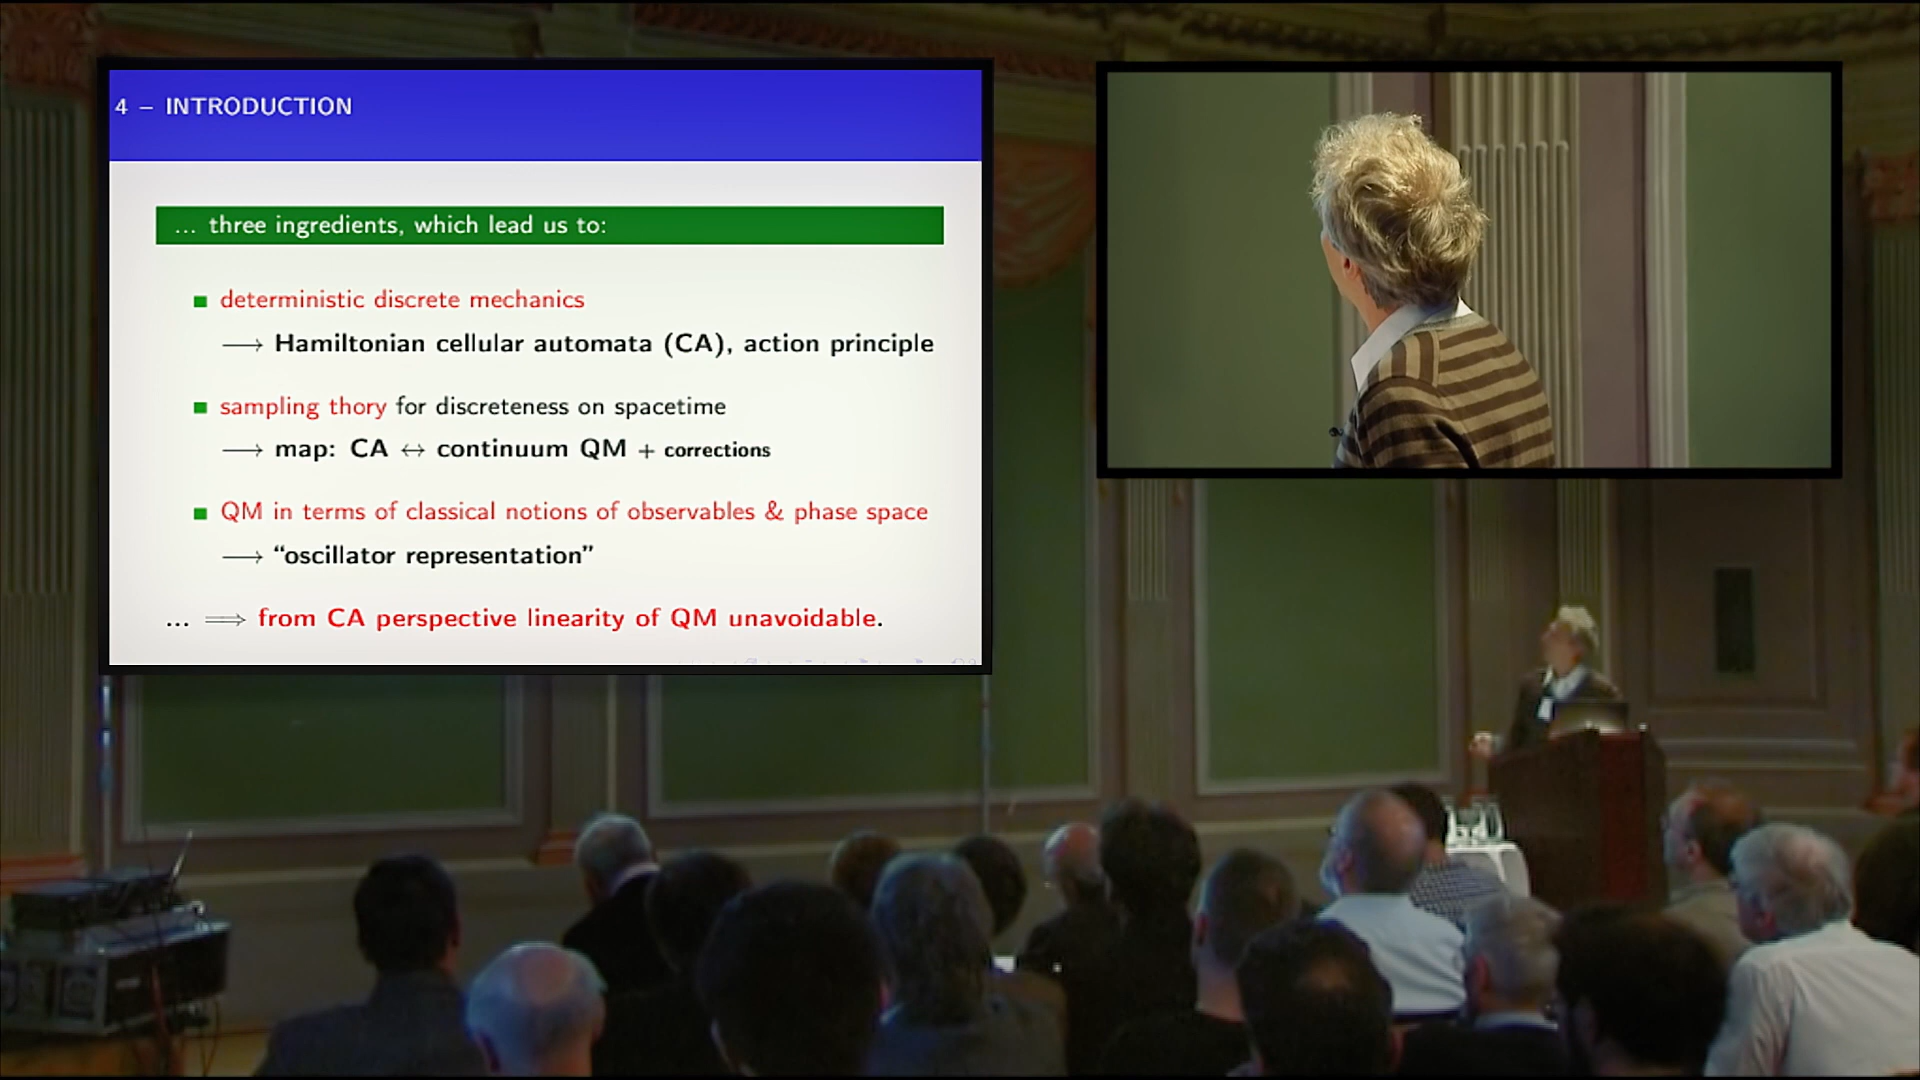 4 – INTRODUCTION
... three ingredients, which lead us to:
deterministic discrete mechanics
⟶ Hamiltonian cellular automata (CA), action principle
sampling thory for discreteness on spacetime
⟶ map: CA ↔ continuum QM + corrections
QM in terms of classical notions of observables & phase space
⟶ “oscillator representation”
... ⟹ from CA perspective linearity of QM unavoidable.